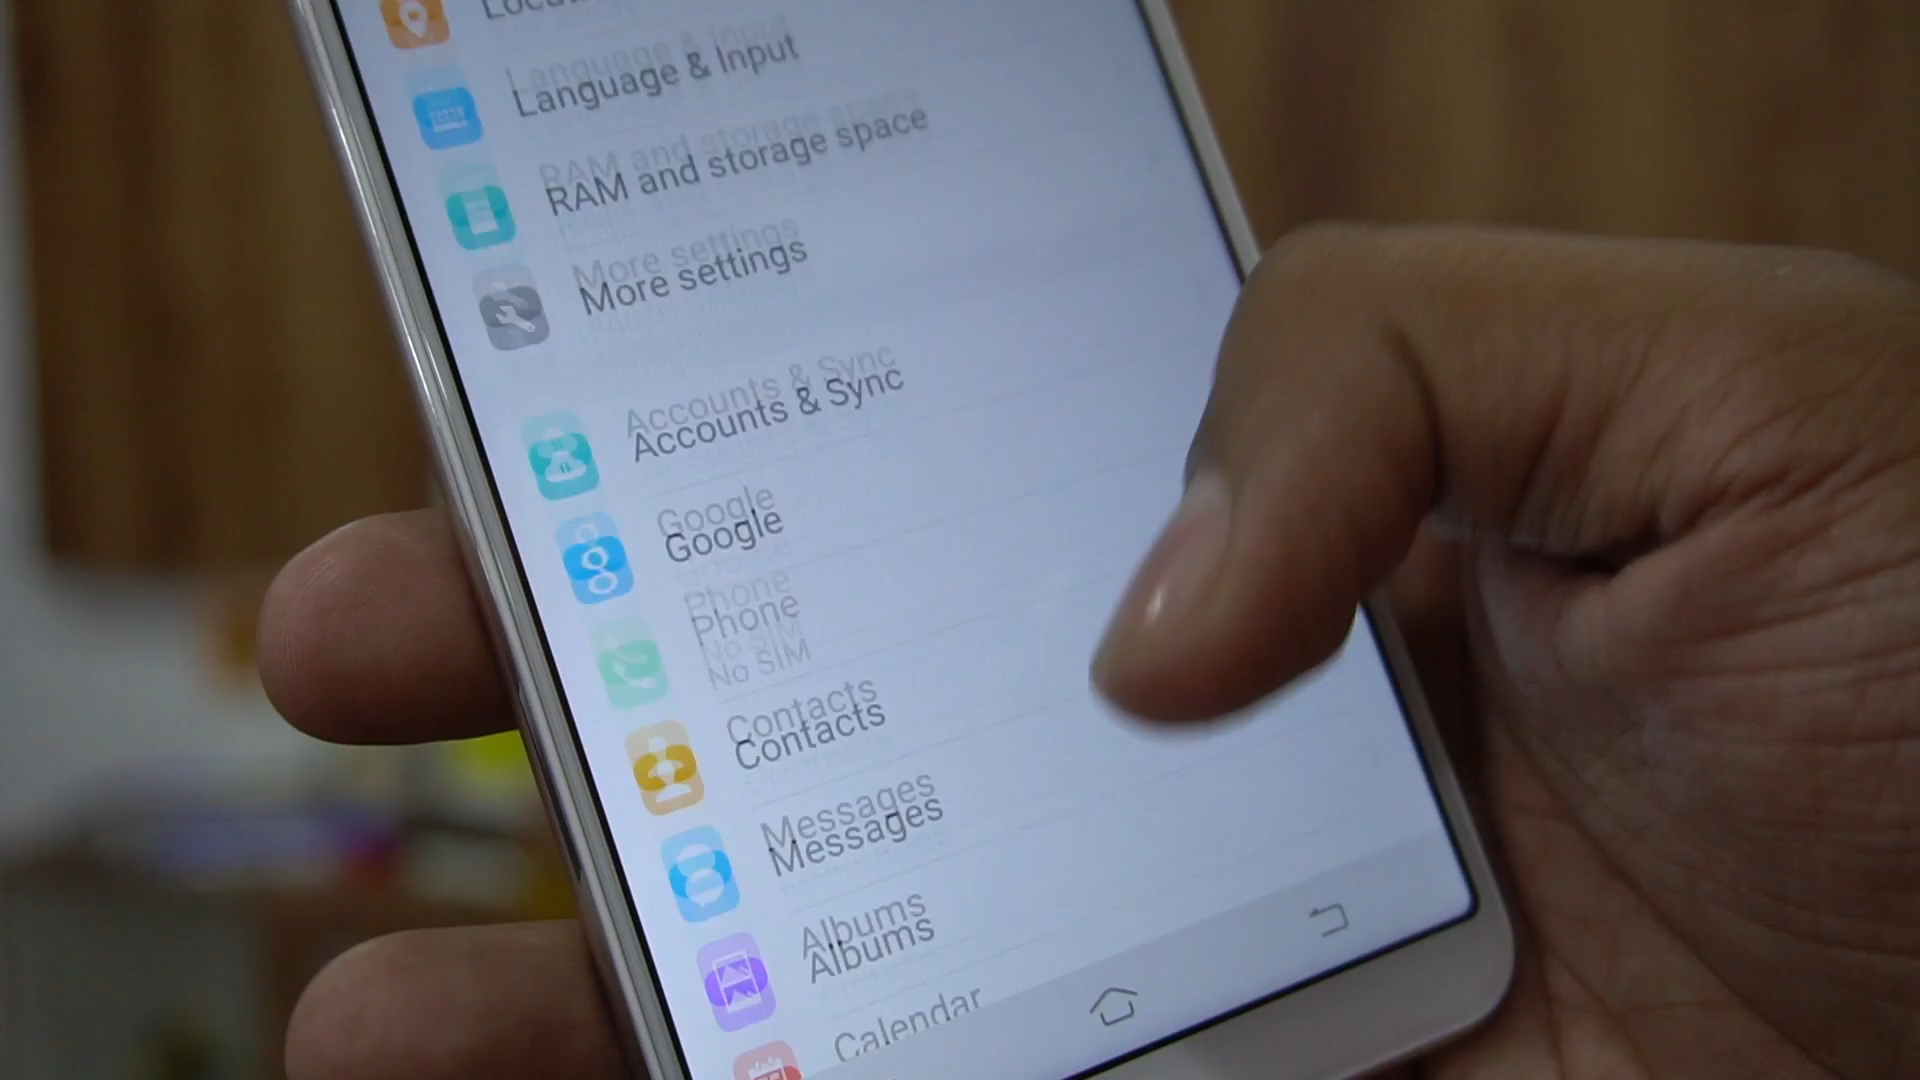 Language & Input
RAM and storage space
More settings
Accounts & Sync
Google
Phone
No SIM
Contacts
Messages
Albums
Calendar